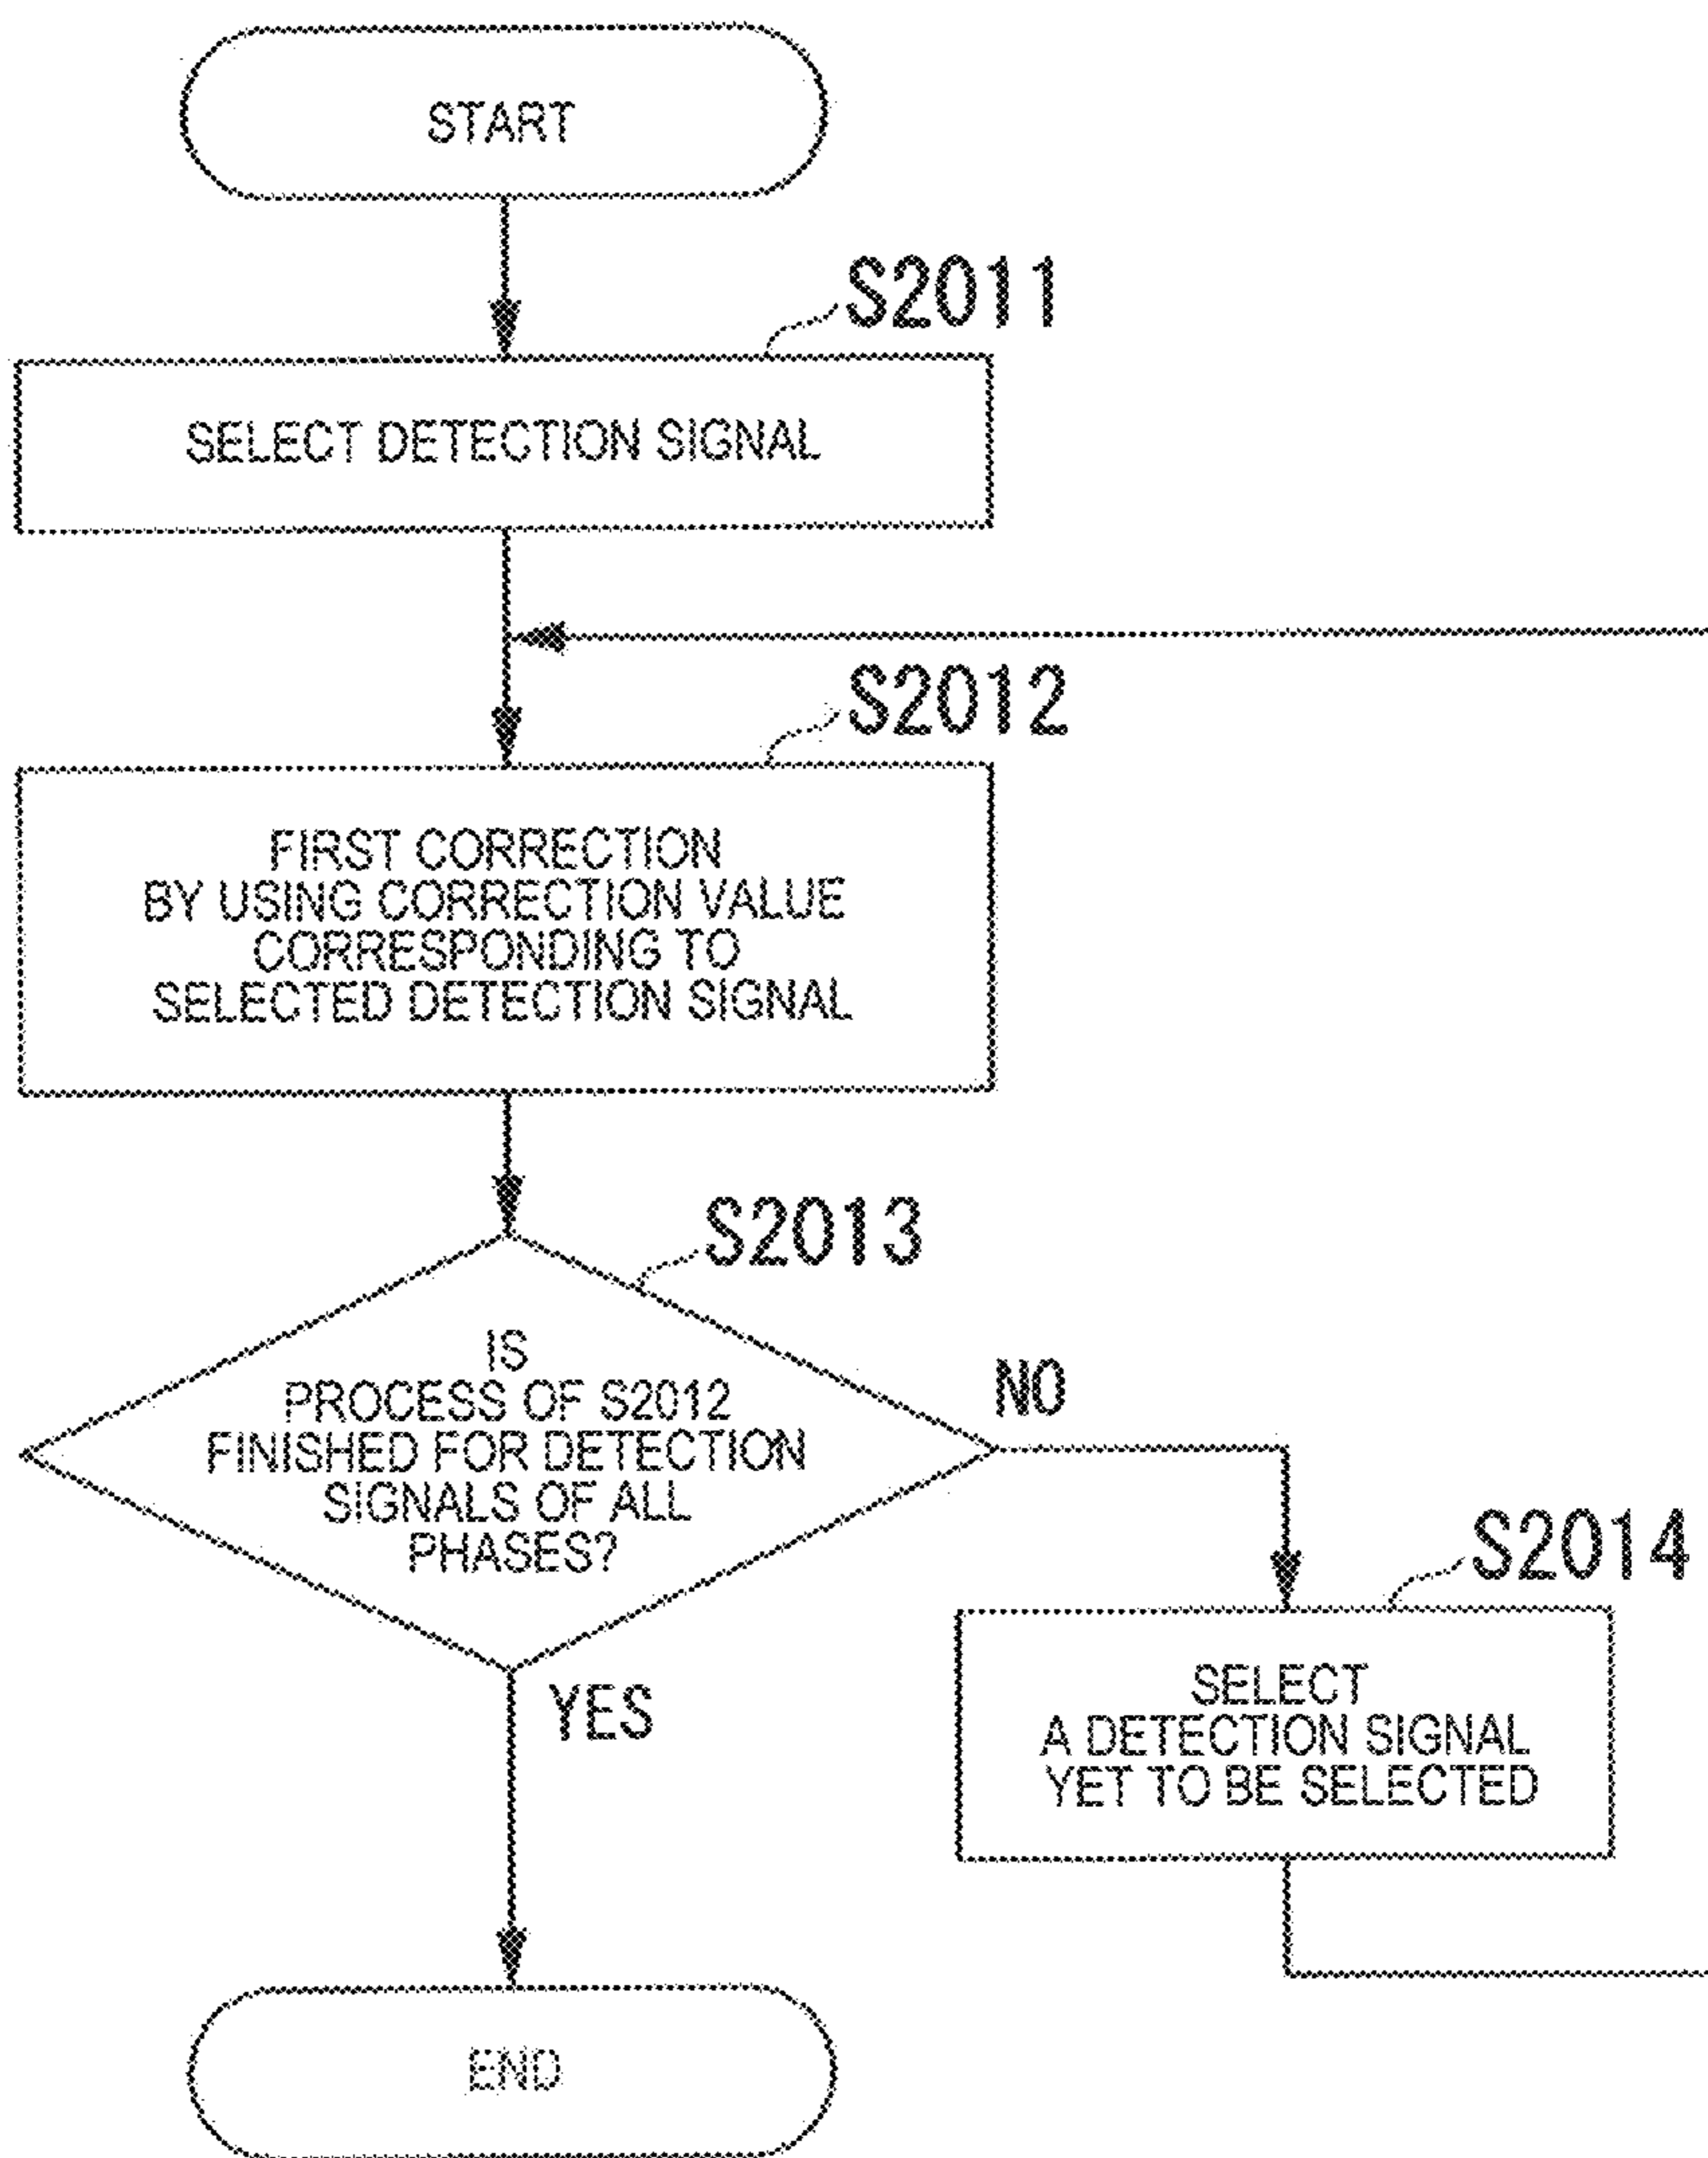 START
S2011
SELECT DETECTION SIGNAL
S2012
FIRST CORRECTION
BY USING CORRECTION VALUE
CORRESPONDING TO
SELECTED DETECTION SIGNAL
S2013
IS
PROCESS OF S2012
FINISHED FOR DETECTION
SIGNALS OF ALL
PHASES?
NO
S2014
SELECT
A DETECTION SIGNAL
YET TO BE SELECTED
YES
END